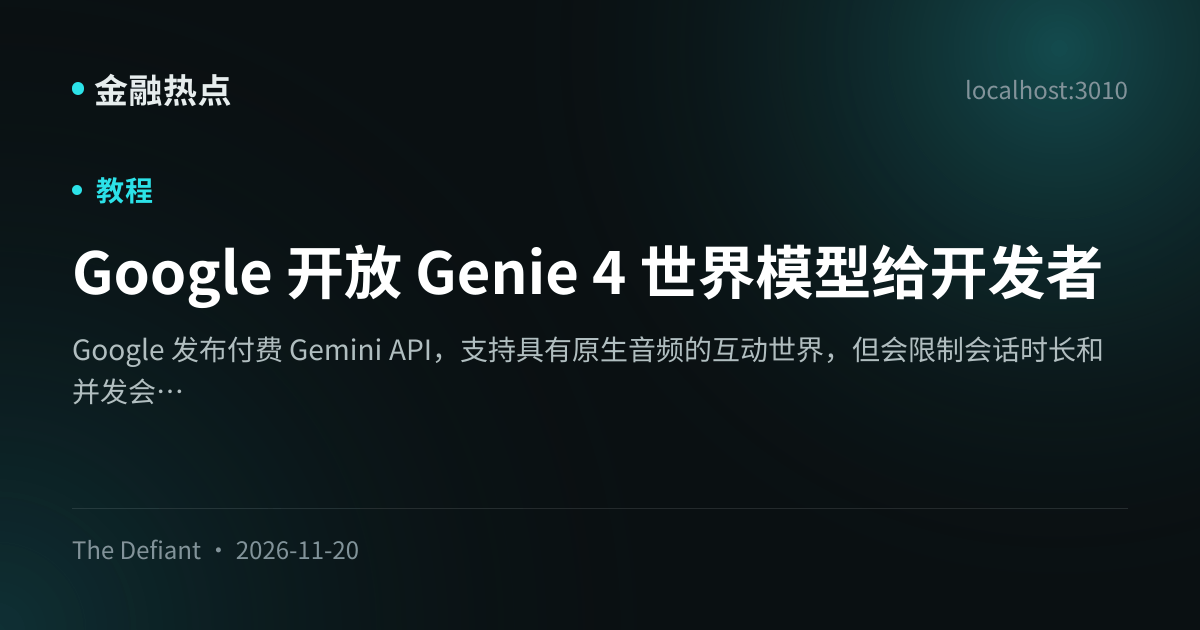 金融热点
localhost:3010
教程
Google 开放 Genie 4 世界模型给开发者
Google 发布付费 Gemini API，支持具有原生音频的互动世界，但会限制会话时长和
并发会…
The Defiant · 2026-11-20